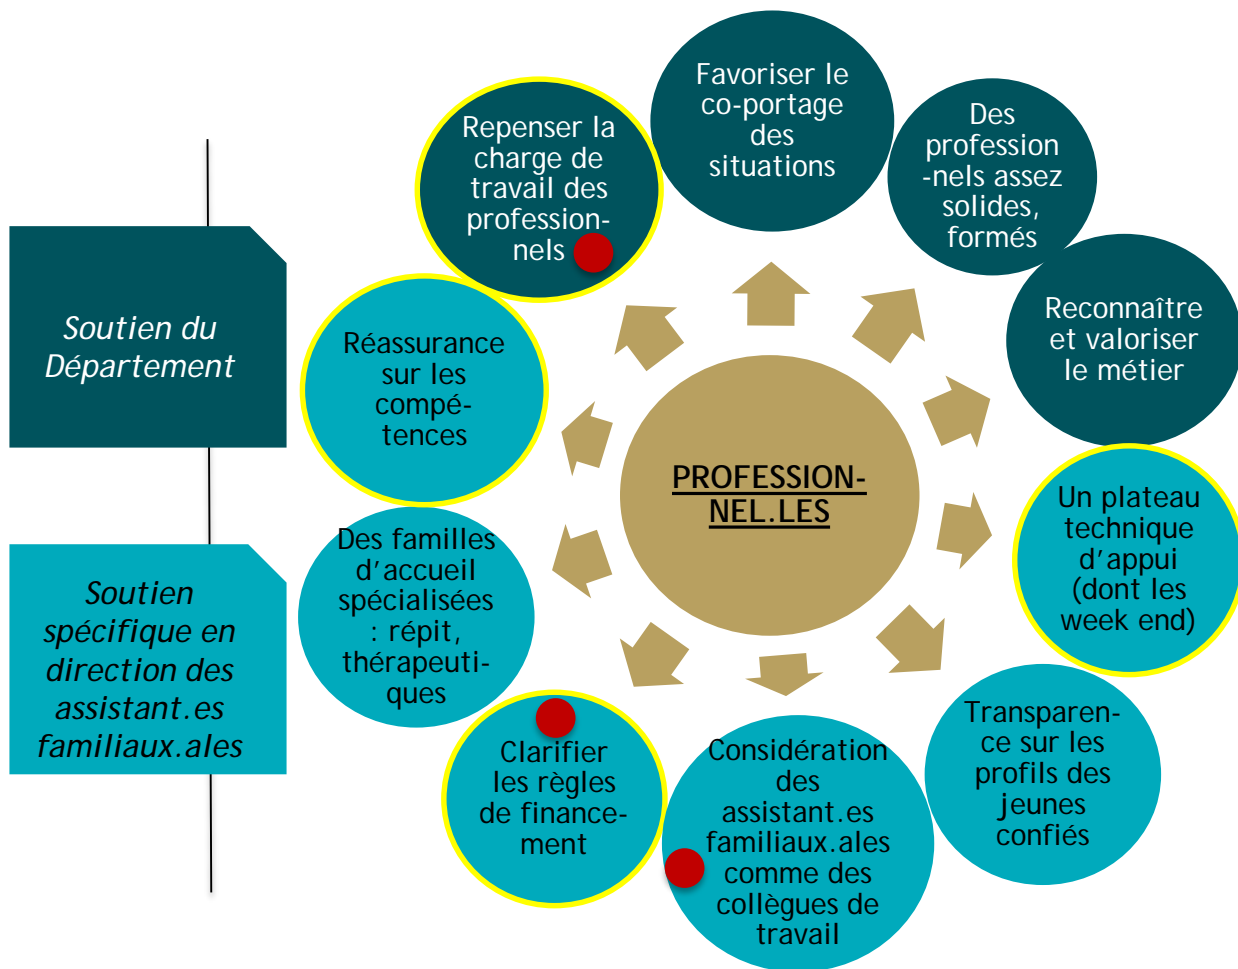 Soutien du
Département
Soutien
spécifique en
direction des
assistant.es
familiaux.ales
PROFESSION-
NEL.LES
Favoriser le
co-portage
des
situations
Des
profession
-nels assez
solides,
formés
Reconnaître
et valoriser
le métier
Un plateau
technique
d’appui
(dont les
week end)
Transparen-
ce sur les
profils des
jeunes
confiés
Considération
des
assistant.es
familiaux.ales
comme des
collègues de
travail
Clarifier
les règles
de finance-
ment
Des familles
d’accueil
spécialisées
: répit,
thérapeuti-
ques
Réassurance
sur les
compé-
tences
Repenser la
charge de
travail des
profession-
nels